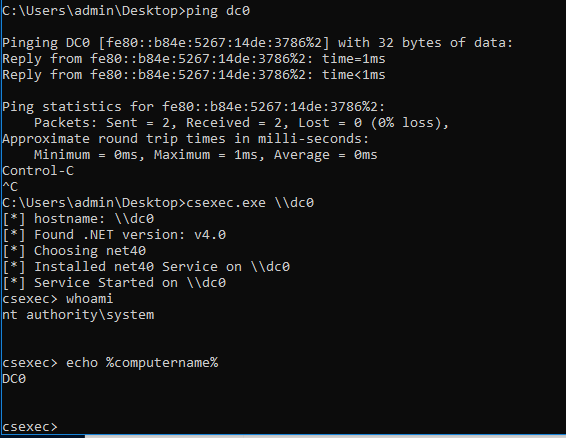 C:\Users\admin\Desktop>ping dc0
Pinging DC0 [fe80::b84e:5267:14de:3786%2] with 32 bytes of data:
Reply from fe80::b84e:5267:14de:3786%2: time=1ms
Reply from fe80::b84e:5267:14de:3786%2: time<1ms
Ping statistics for fe80::b84e:5267:14de:3786%2:
    Packets: Sent = 2, Received = 2, Lost = 0 (0% loss),
Approximate round trip times in milli-seconds:
    Minimum = 0ms, Maximum = 1ms, Average = 0ms
Control-C
^C
C:\Users\admin\Desktop>csexec.exe \\dc0
[*] hostname: \\dc0
[*] Found .NET version: v4.0
[*] Choosing net40
[*] Installed net40 Service on \\dc0
[*] Service Started on \\dc0
csexec> whoami
nt authority\system
csexec> echo %computername%
DC0
csexec>